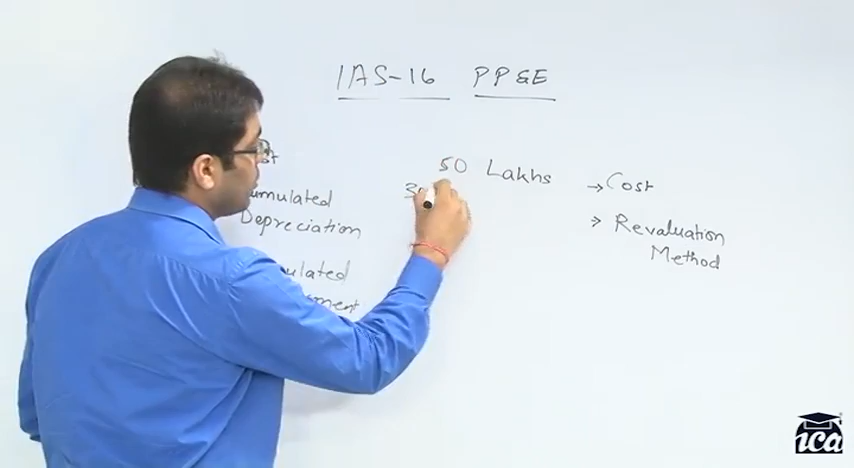 IAS-16 PP&E
50 Lakhs
→ Cost
→ Revaluation
Method
Depreciation
ica